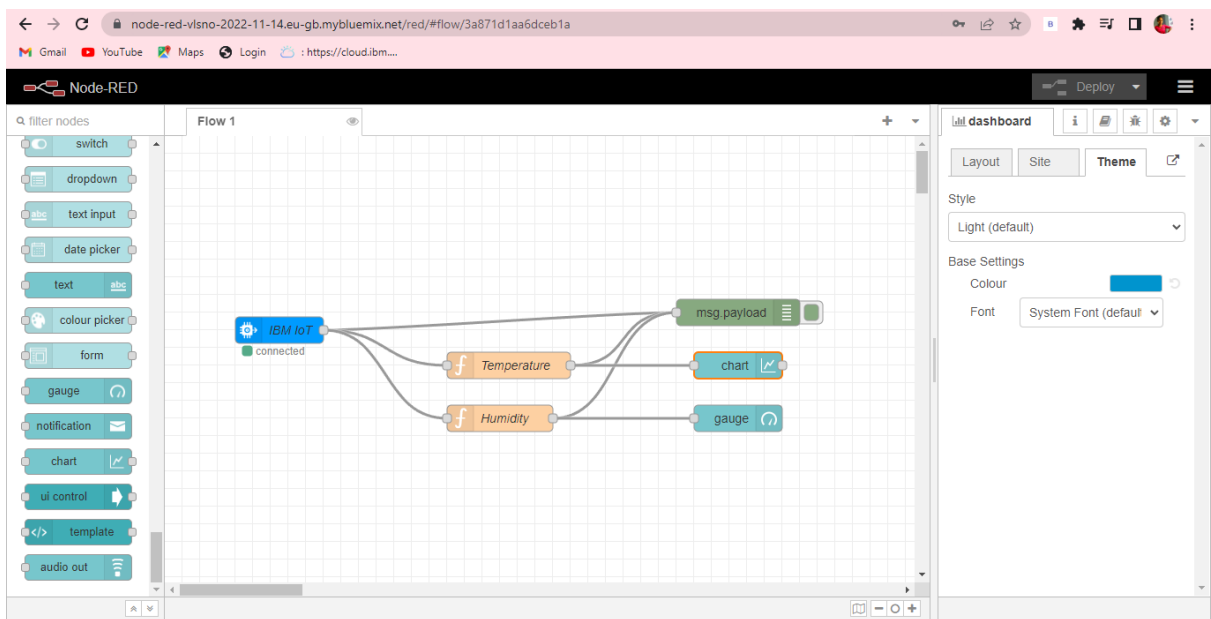 node-red-vlsno-2022-11-14.eu-gb.mybluemix.net/red/#flow/3a871d1aa6dceb1a
Gmail YouTube Maps Login : https://cloud.ibm....
Node-RED Deploy
filter nodes
Flow 1
dashboard
switch
dropdown
abc text input
date picker
text abc
colour picker
form
gauge
notification
chart
ui control
</> template
audio out
IBM IoT
connected
f Temperature
f Humidity
msg.payload
chart
gauge
i
Layout Site Theme
Style
Light (default)
Base Settings
Colour
Font System Font (default